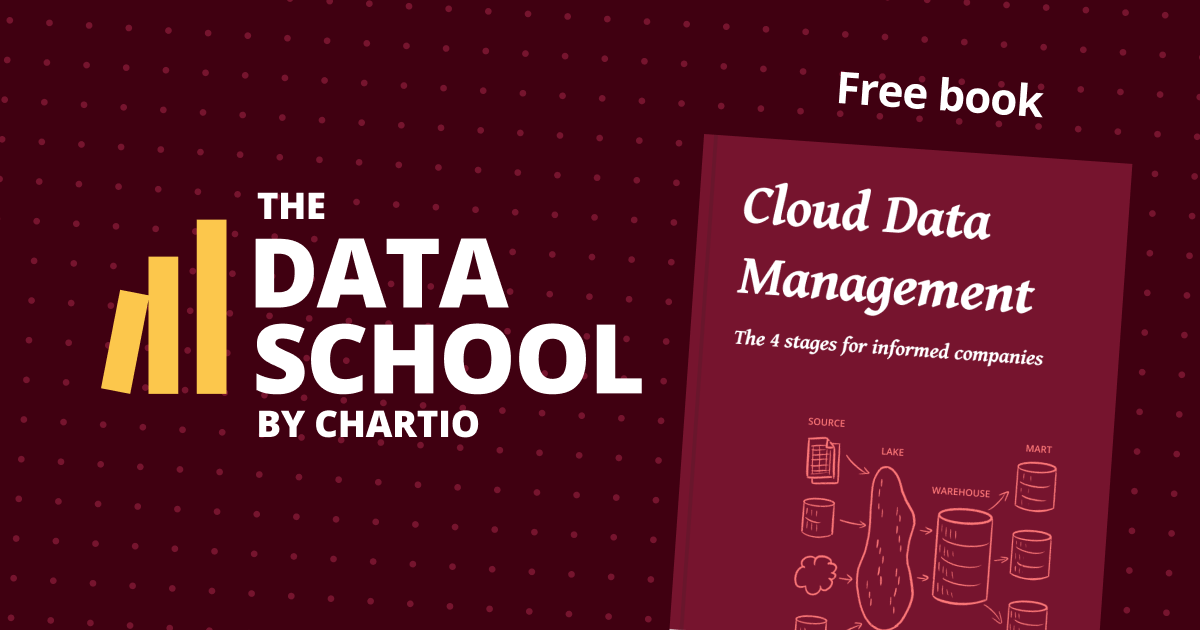 THE
DATA
SCHOOL
BY CHARTIO
Free book
Cloud Data
Management
The 4 stages for informed companies
SOURCE
LAKE
WAREHOUSE
MART